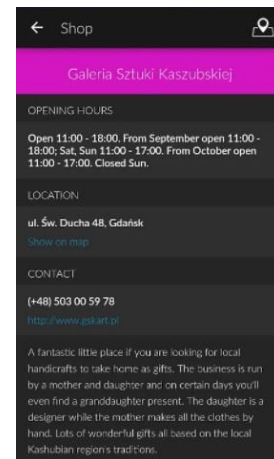 Shop
Galeria Sztuki Kaszubskiej
OPENING HOURS
Open 11:00 - 18:00. From September open 11:00 -
18:00; Sat, Sun 11:00 - 17:00. From October open
11:00 - 17:00. Closed Sun.
LOCATION
ul. Św. Ducha 48, Gdańsk
Show on map
CONTACT
(+48) 503 00 59 78
http://www.gskart.pl
A fantastic little place if you are looking for local
handicrafts to take home as gifts. The business is run
by a mother and daughter and on certain days you'll
even find a granddaughter present. The daughter is a
designer while the mother makes all the clothes by
hand. Lots of wonderful gifts all based on the local
Kashubian region's traditions.